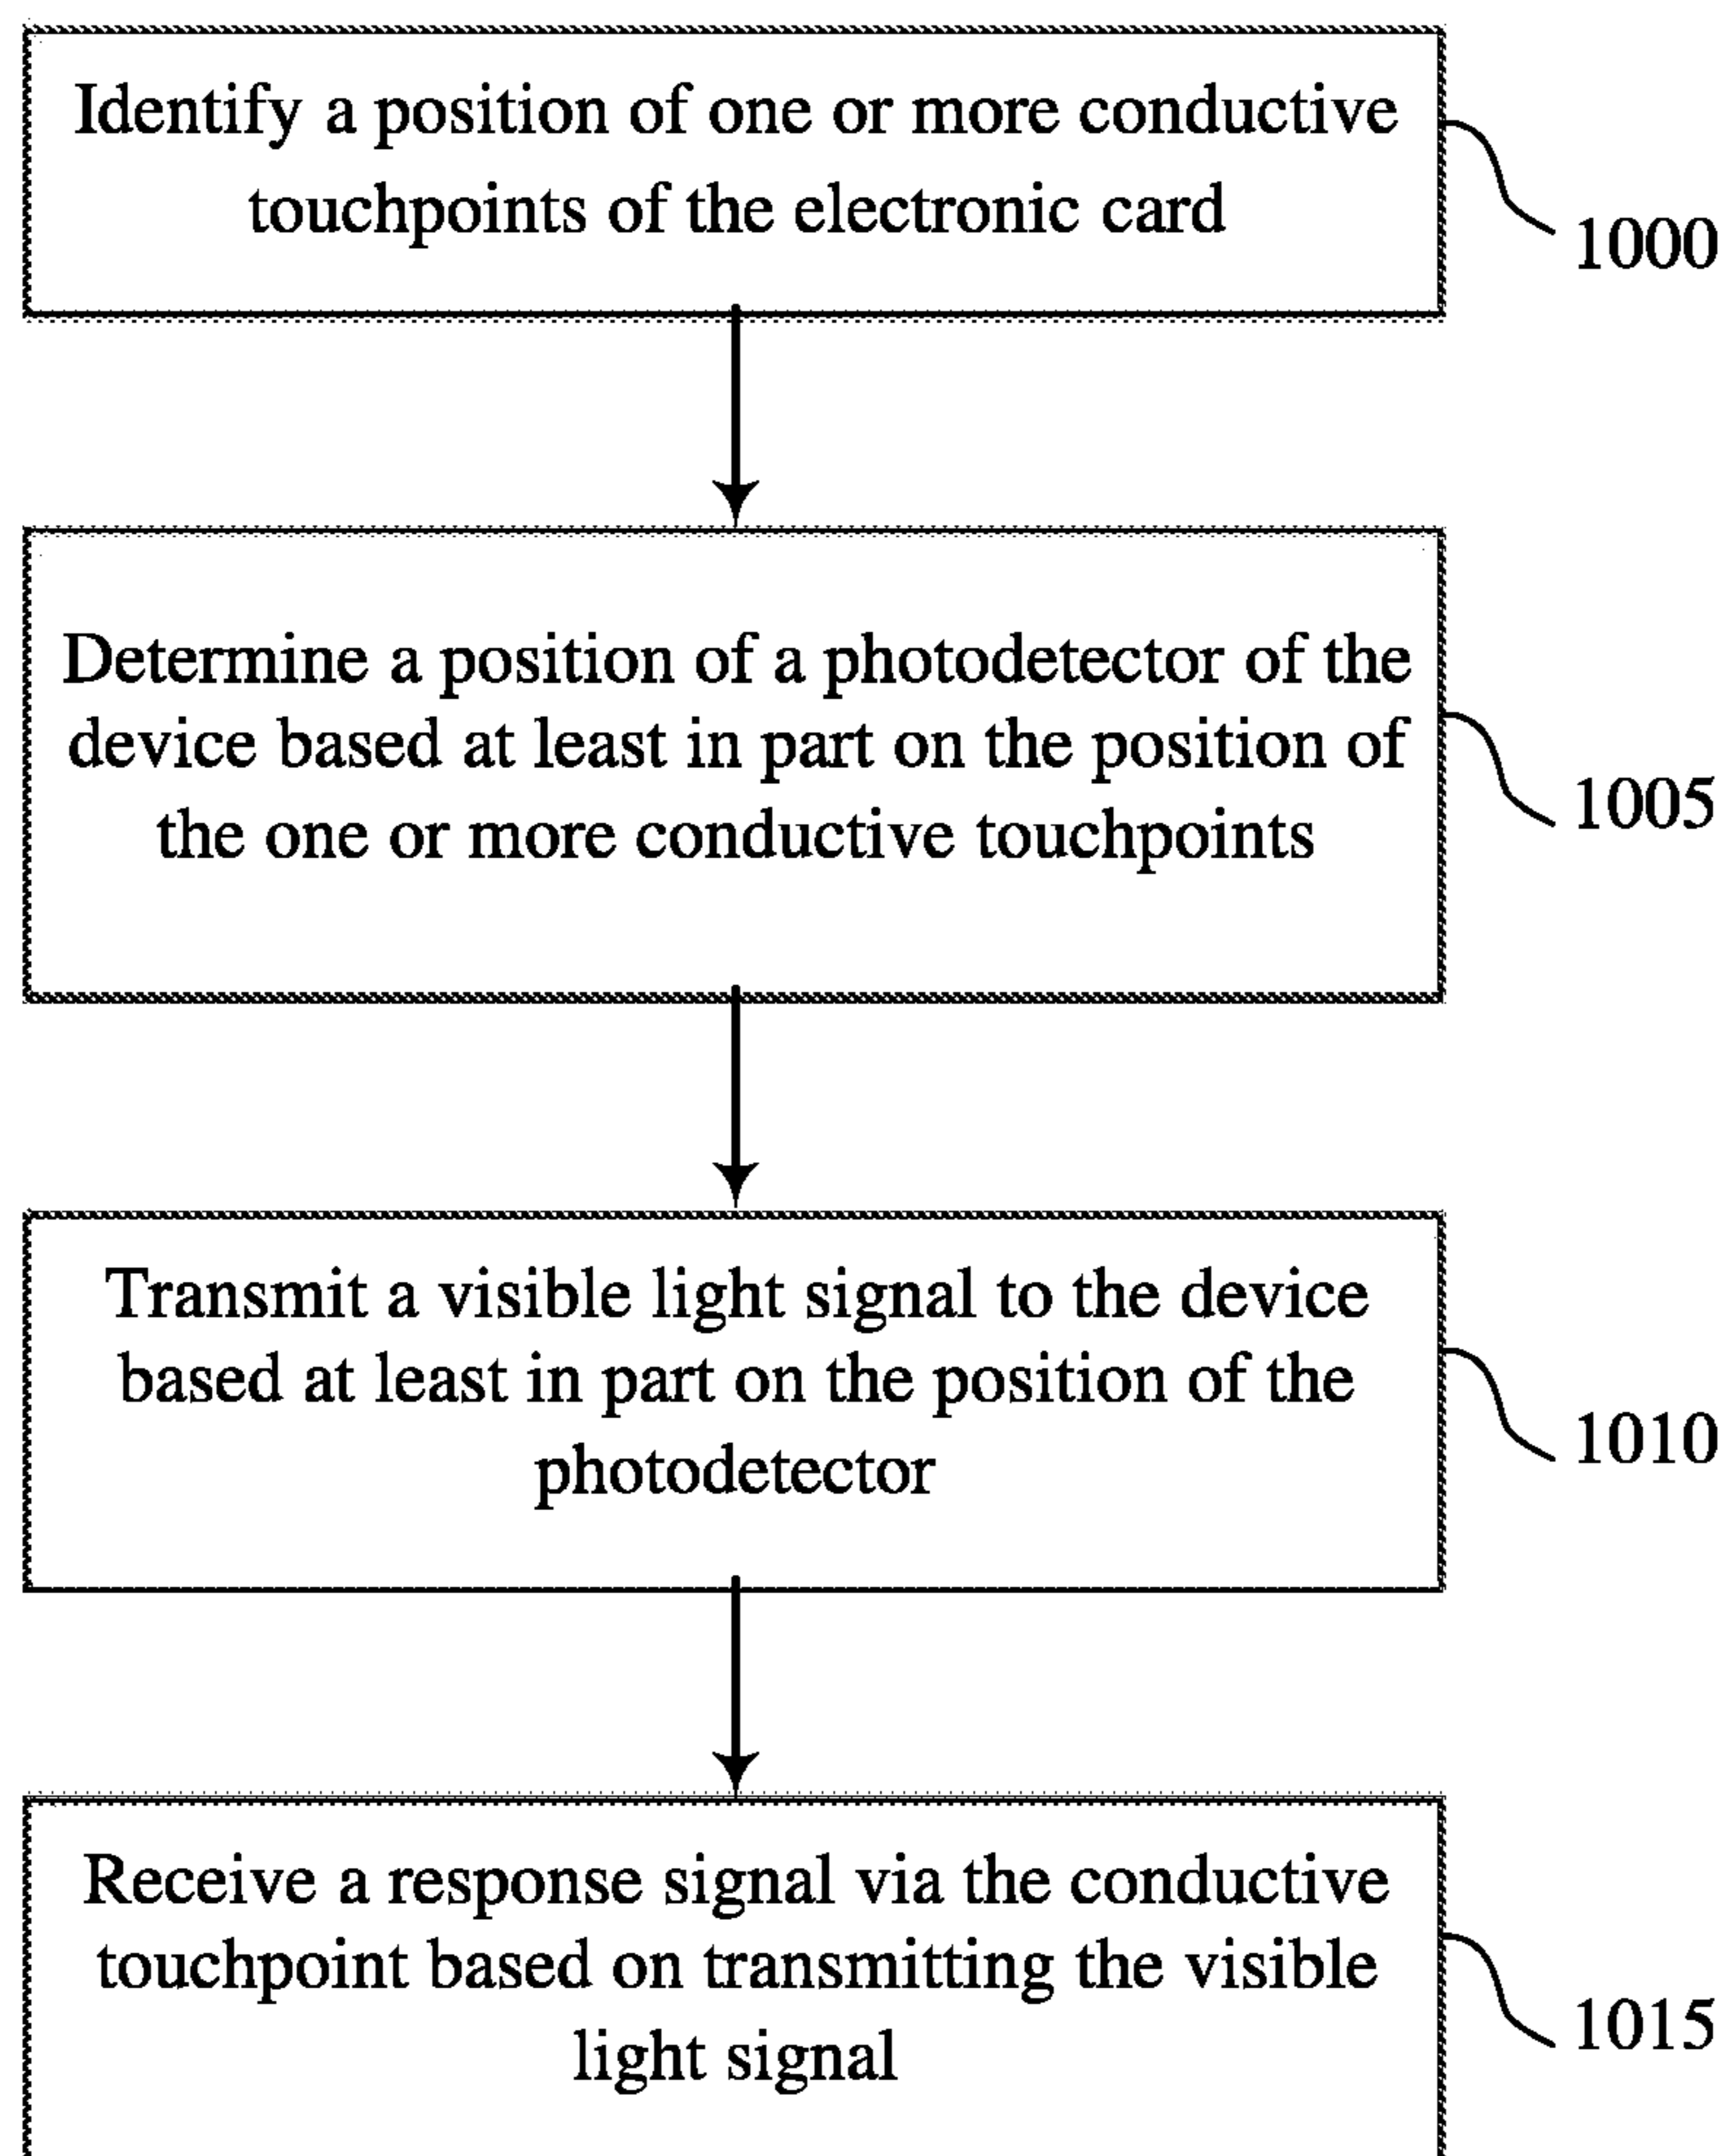 Identify a position of one or more conductive
touchpoints of the electronic card
1000
Determine a position of a photodetector of the
device based at least in part on the position of
the one or more conductive touchpoints
1005
Transmit a visible light signal to the device
based at least in part on the position of the
photodetector
1010
Receive a response signal via the conductive
touchpoint based on transmitting the visible
light signal
1015